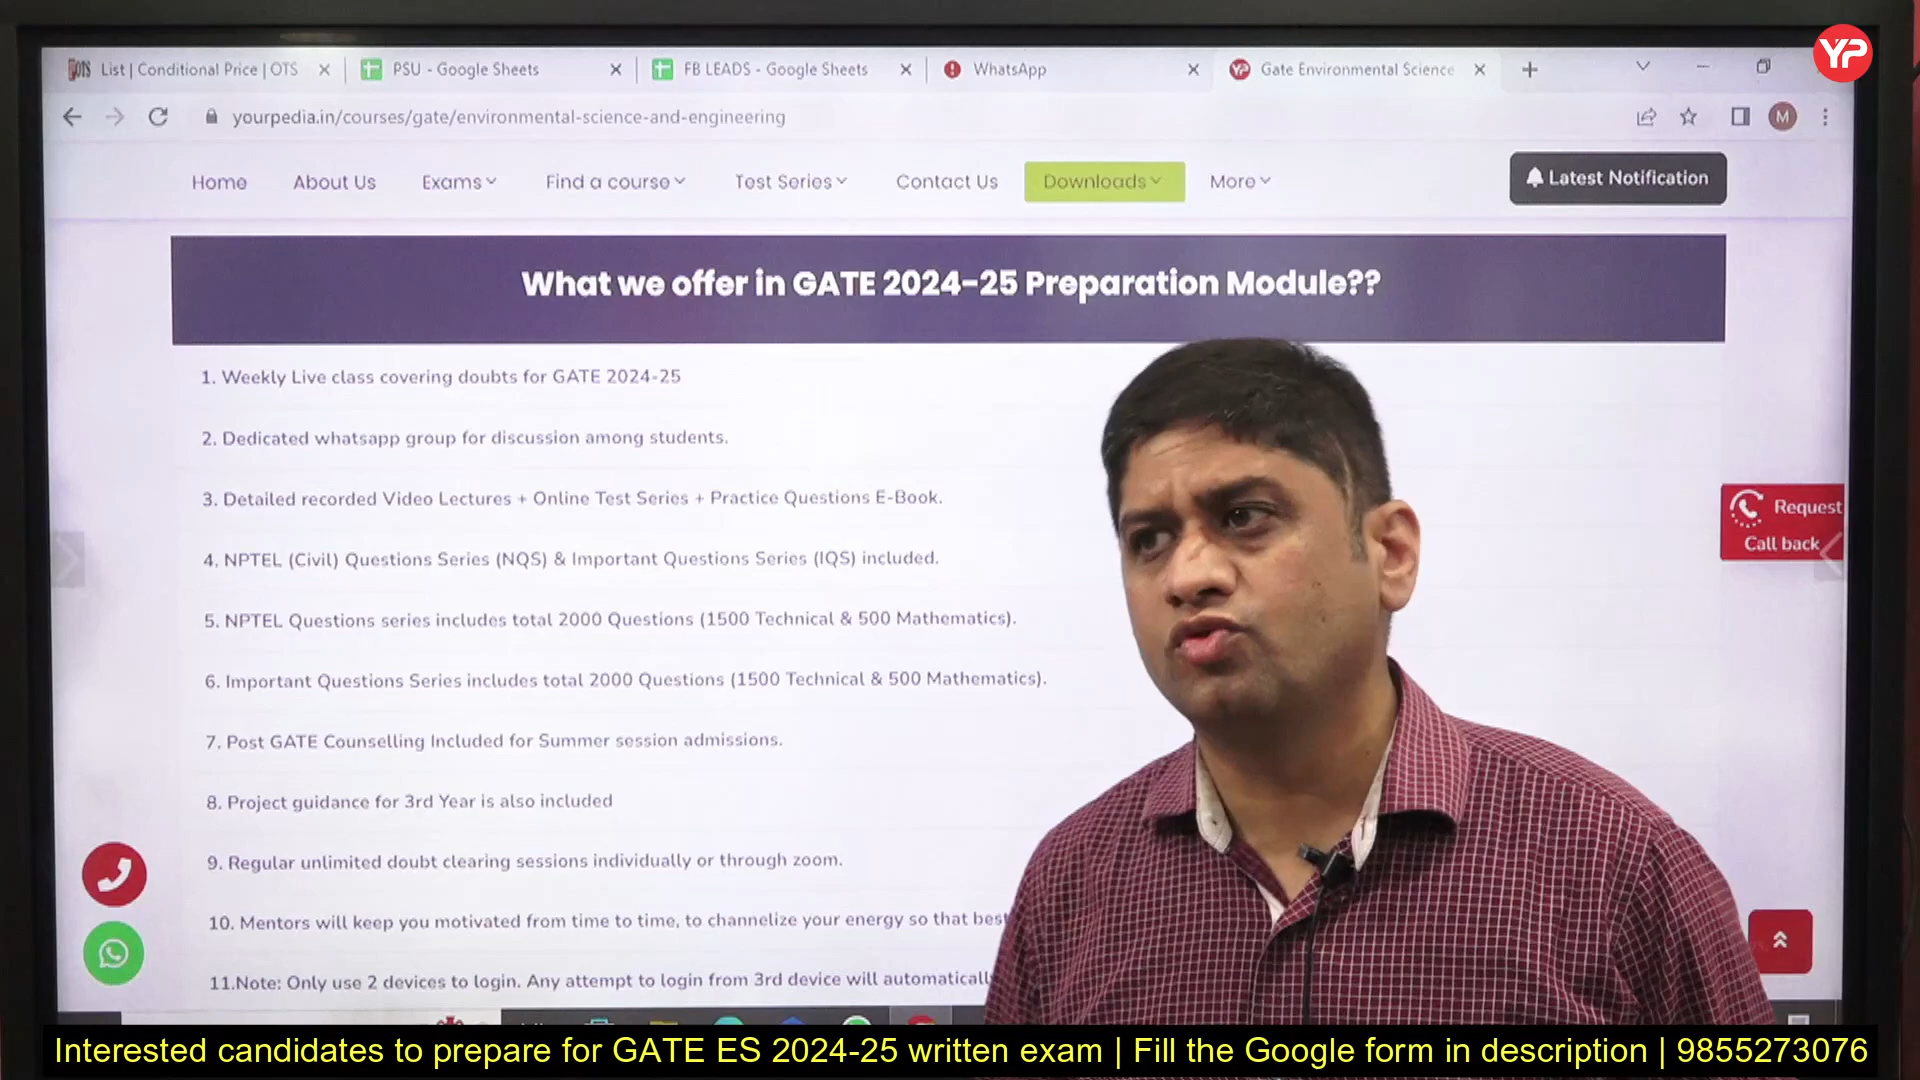 YP
List | Conditional Price | OTS
PSU - Google Sheets
FB LEADS - Google Sheets
WhatsApp
Gate Environmental Science
yourpedia.in/courses/gate/environmental-science-and-engineering
M
Home
About Us
Exams
Find a course
Test Series
Contact Us
Downloads
More
Latest Notification
What we offer in GATE 2024-25 Preparation Module??
1. Weekly Live class covering doubts for GATE 2024-25
2. Dedicated whatsapp group for discussion among students.
3. Detailed recorded Video Lectures + Online Test Series + Practice Questions E-Book.
4. NPTEL (Civil) Questions Series (NQS) & Important Questions Series (IQS) included.
5. NPTEL Questions series includes total 2000 Questions (1500 Technical & 500 Mathematics).
6. Important Questions Series includes total 2000 Questions (1500 Technical & 500 Mathematics).
7. Post GATE Counselling Included for Summer session admissions.
8. Project guidance for 3rd Year is also included
9. Regular unlimited doubt clearing sessions individually or through zoom.
10. Mentors will keep you motivated from time to time, to channelize your energy so that best
11.Note: Only use 2 devices to login. Any attempt to login from 3rd device will
Request
Call back
Interested candidates to prepare for GATE ES 2024-25 written exam | Fill the Google form in description | 9855273076